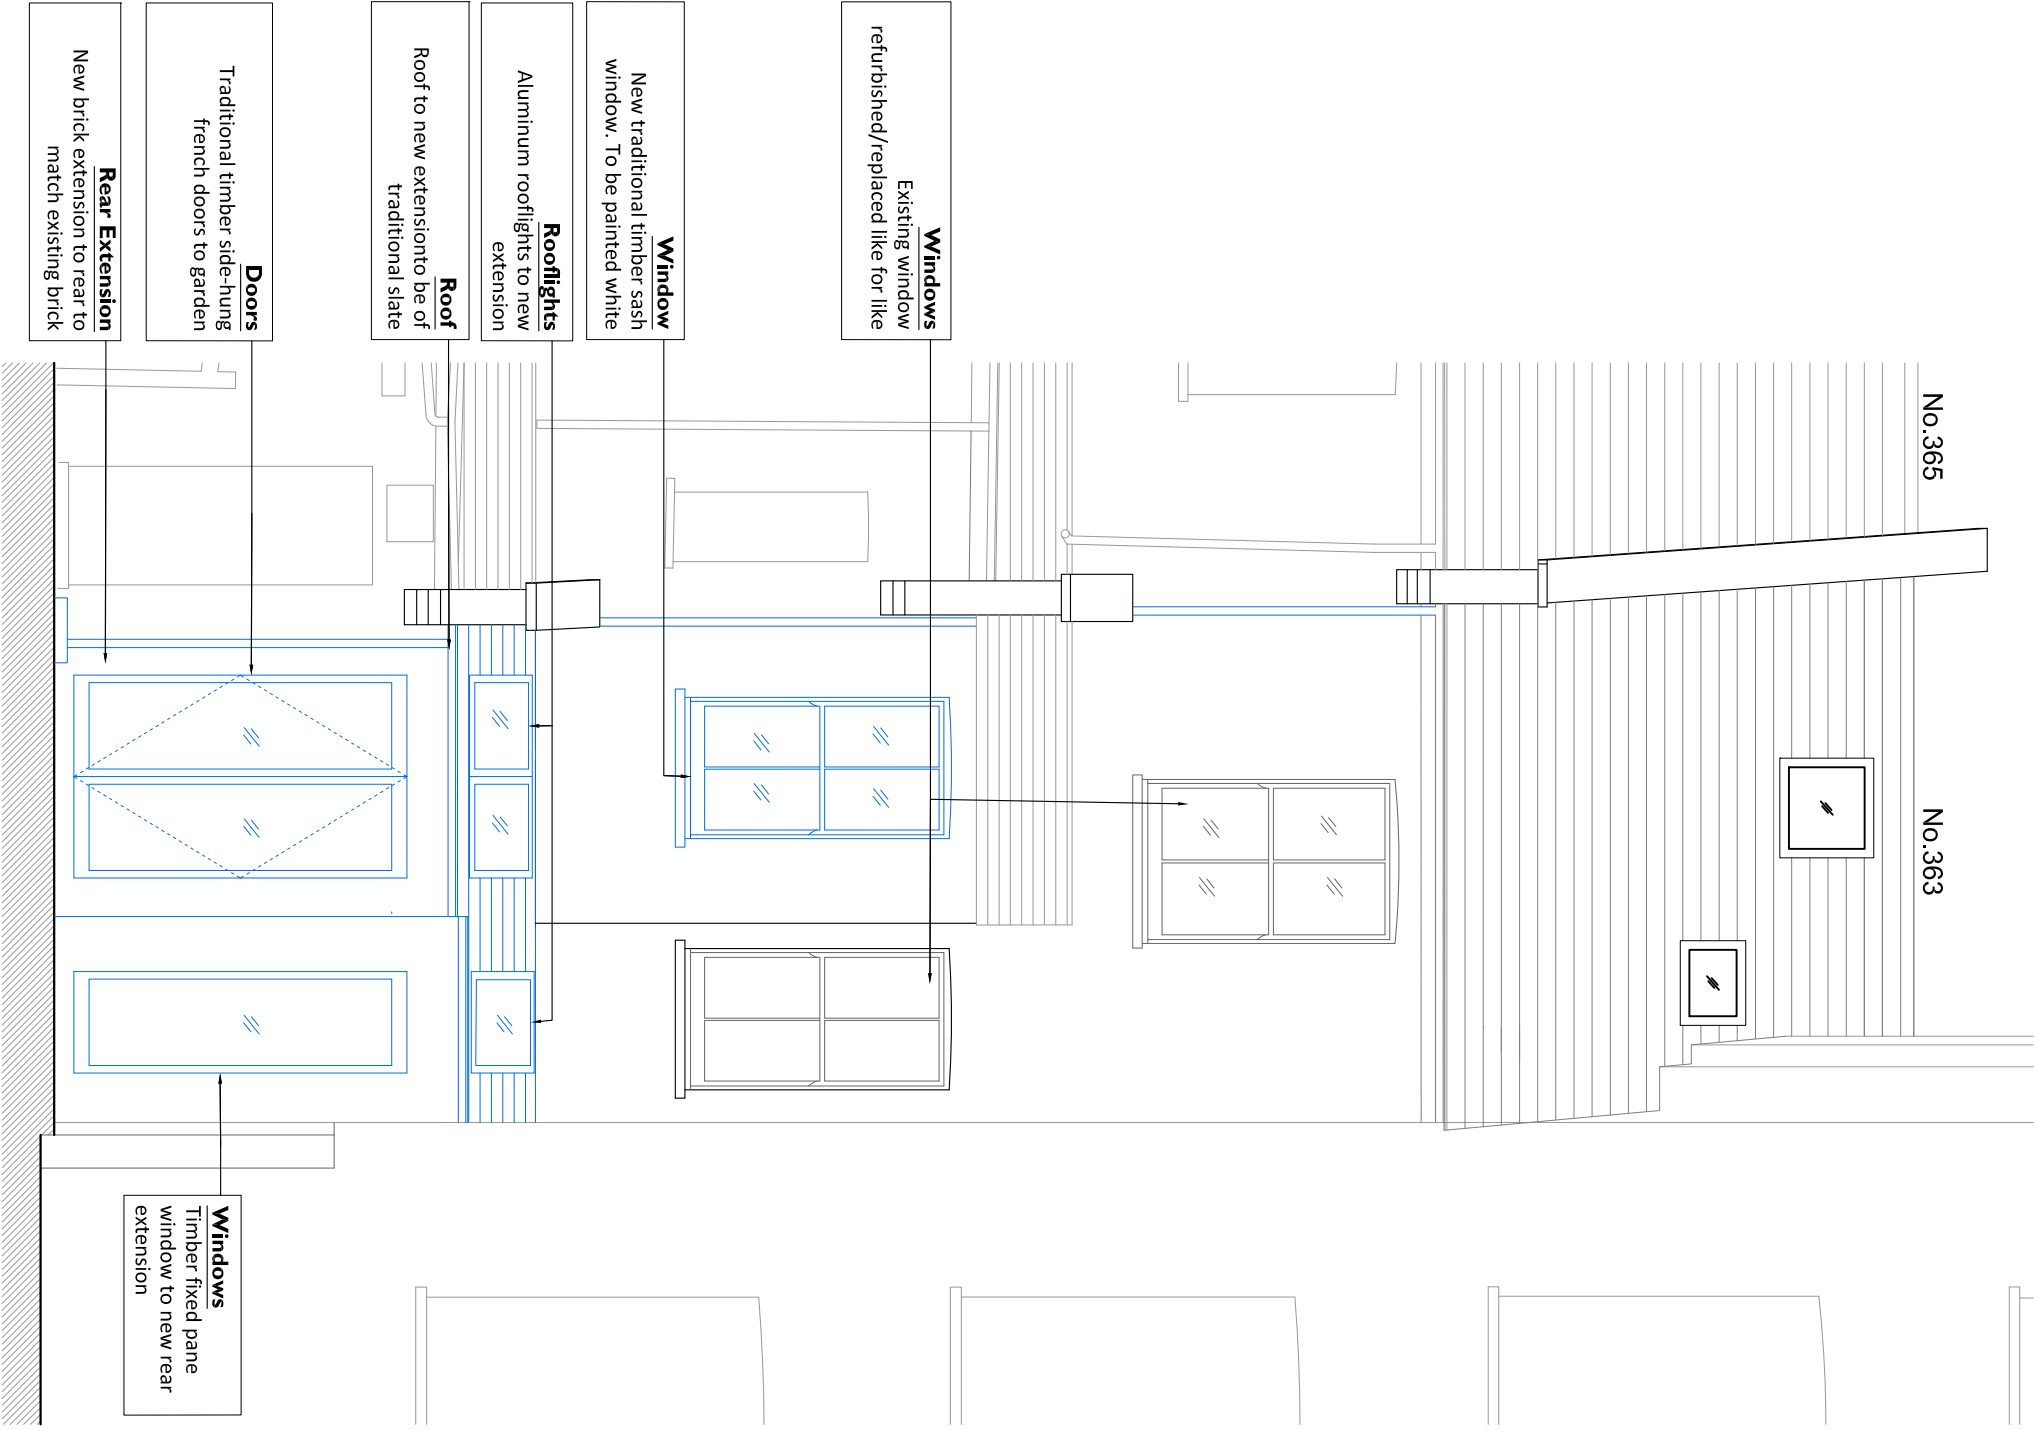 No.365
No.363
Windows
Existing window
refurbished/replaced like for like
Window
New traditional timber sash
window. To be painted white
Rooflights
Aluminum rooflights to new
extension
Roof
Roof to new extensionto be of
traditional slate
Doors
Traditional timber side-hung
french doors to garden
Rear Extension
New brick extension to rear to
match existing brick
Windows
Timber fixed pane
window to new rear
extension